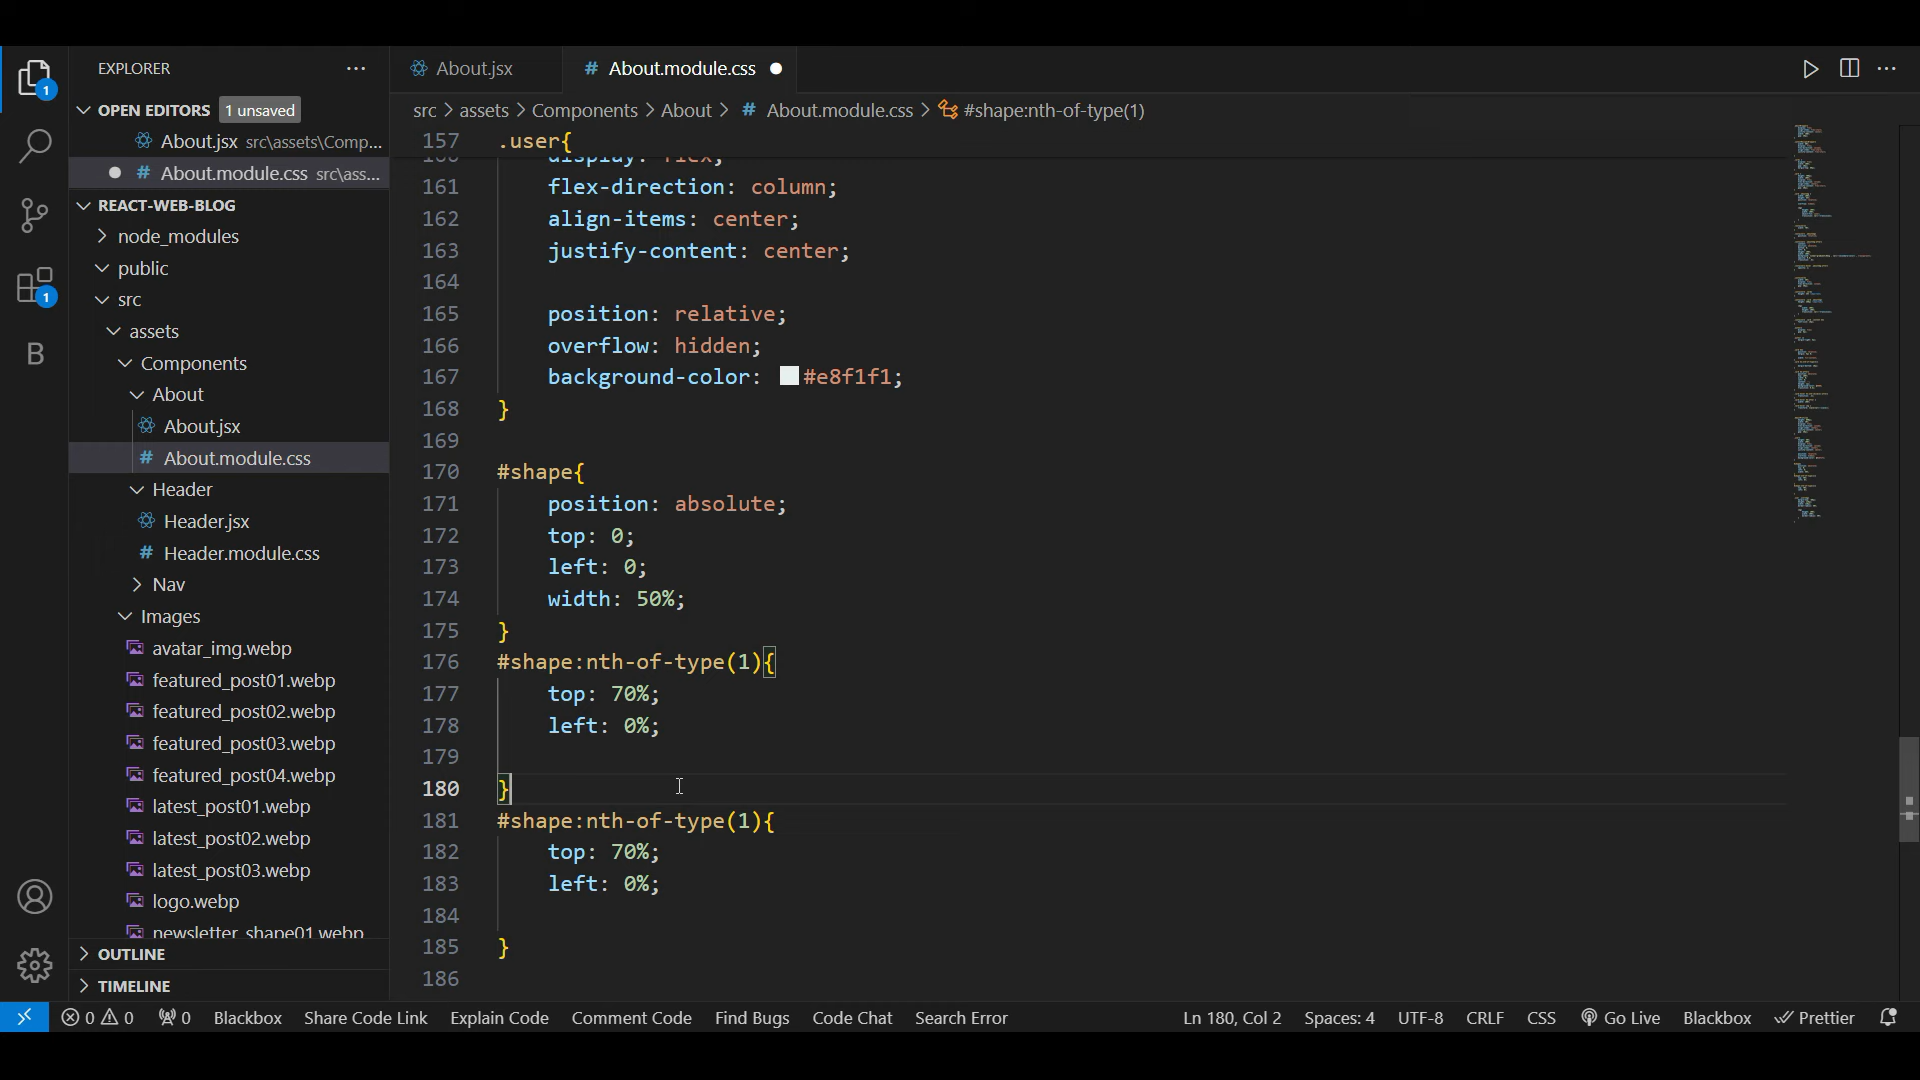 EXPLORER
OPEN EDITORS 1 unsaved
About.jsx src\assets\Comp...
About.module.css src\ass...
REACT-WEB-BLOG
node_modules
public
src
assets
Components
About
About.jsx
About.module.css
Header
Header.jsx
Header.module.css
Nav
Images
avatar_img.webp
featured_post01.webp
featured_post02.webp
featured_post03.webp
featured_post04.webp
latest_post01.webp
latest_post02.webp
latest_post03.webp
logo.webp
newsletter_shape01.webp
OUTLINE
TIMELINE
1
1
B
About.jsx # About.module.css
src > assets > Components > About > # About.module.css > #shape:nth-of-type(1)
157 .user{
160 display: flex;
161 flex-direction: column;
162 align-items: center;
163 justify-content: center;
164
165 position: relative;
166 overflow: hidden;
167 background-color: #e8f1f1;
168 }
169
170 #shape{
171 position: absolute;
172 top: 0;
173 left: 0;
174 width: 50%;
175 }
176 #shape:nth-of-type(1){
177 top: 70%;
178 left: 0%;
179
180 }
181 #shape:nth-of-type(1){
182 top: 70%;
183 left: 0%;
184
185 }
186
0 0 0 Blackbox Share Code Link Explain Code Comment Code Find Bugs Code Chat Search Error Ln 180, Col 2 Spaces: 4 UTF-8 CRLF CSS Go Live Blackbox Prettier